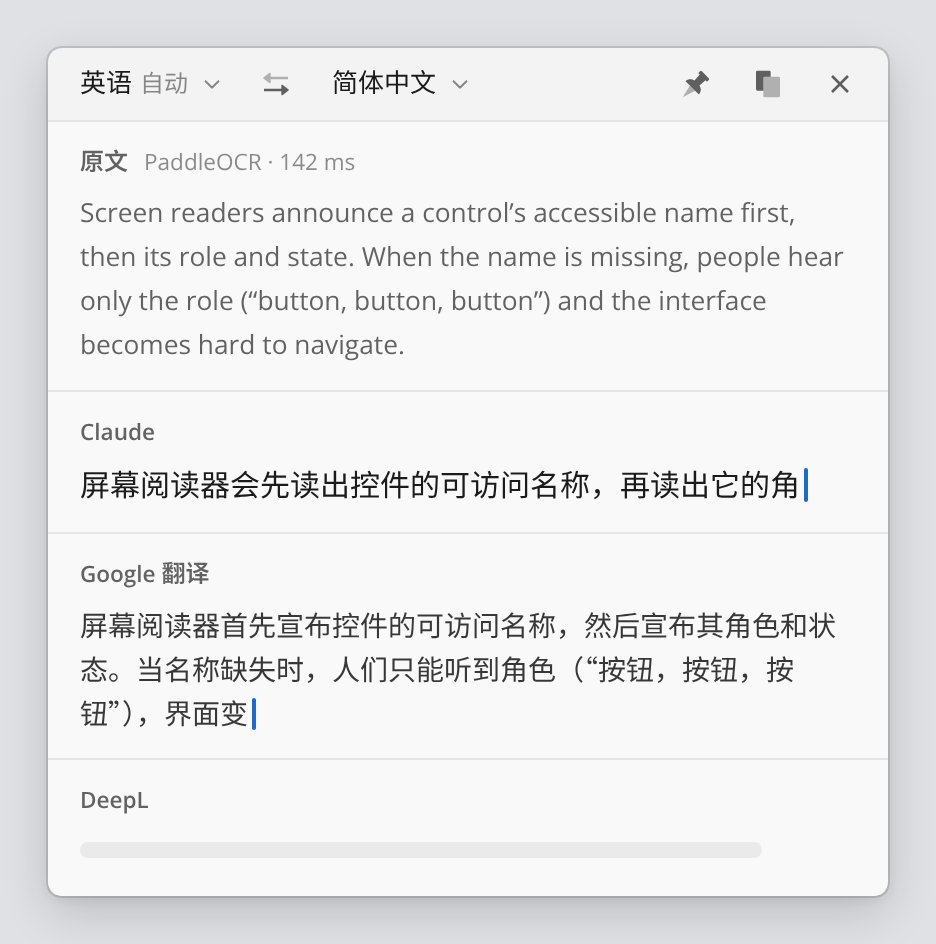 英语 自动 简体中文
原文 PaddleOCR · 142 ms
Screen readers announce a control’s accessible name first,
then its role and state. When the name is missing, people hear
only the role (“button, button, button”) and the interface
becomes hard to navigate.
Claude
屏幕阅读器会先读出控件的可访问名称，再读出它的角
Google 翻译
屏幕阅读器首先宣布控件的可访问名称，然后宣布其角色和状
态。当名称缺失时，人们只能听到角色（“按钮，按钮，按
钮”），界面变
DeepL